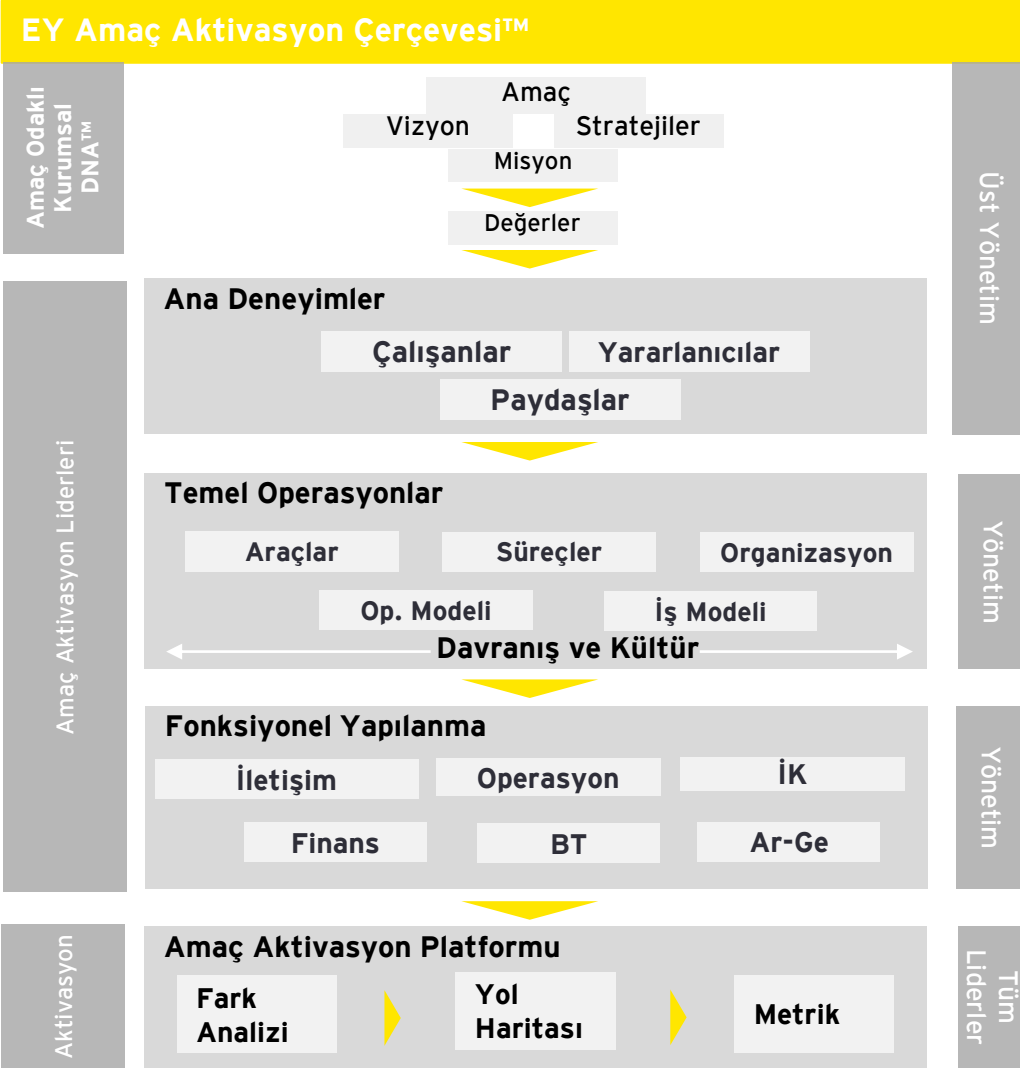 EY Amaç Aktivasyon Çerçevesi™
Amaç Odaklı
Kurumsal
DNA™
Amaç
Vizyon
Stratejiler
Misyon
Değerler
Üst Yönetim
Amaç Aktivasyon Liderleri
Ana Deneyimler
Çalışanlar
Yararlanıcılar
Paydaşlar
Temel Operasyonlar
Araçlar
Süreçler
Organizasyon
Op. Modeli
İş Modeli
Davranış ve Kültür
Yönetim
Fonksiyonel Yapılanma
İletişim
Operasyon
İK
Finans
BT
Ar-Ge
Yönetim
Aktivasyon
Amaç Aktivasyon Platformu
Fark
Analizi
Yol
Haritası
Metrik
Tüm
Liderler